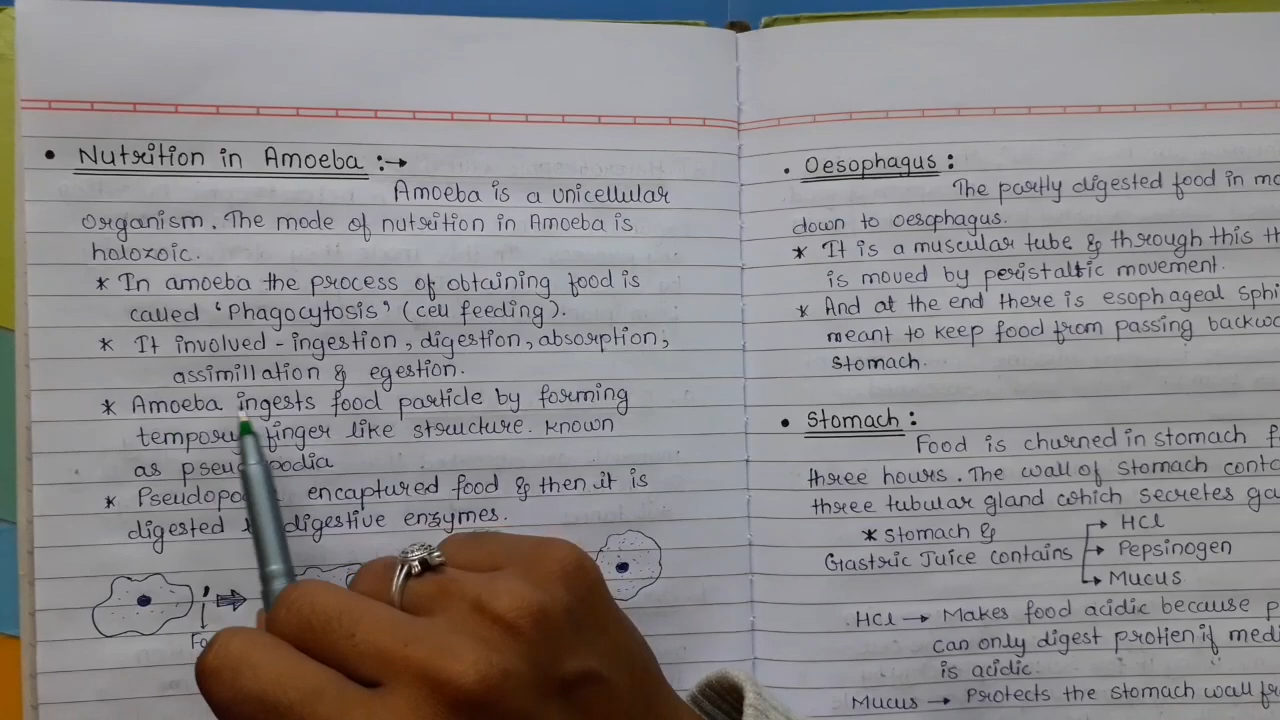 • Nutrition in Amoeba :→
Amoeba is a unicellular
organism. The mode of nutrition in Amoeba is
holozoic.
* In amoeba the process of obtaining food is
called 'Phagocytosis' (cell feeding).
* It involved - ingestion, digestion, absorption,
assimillation & egestion.
* Amoeba ingests food particle by forming
finger like structure. known
as
encaptured food & then it is
digested digestive enzymes.
• Oesophagus :
The partly digested food in
down to oesophagus.
* It is a muscular tube & through this
is moved by peristaltic movement.
* And at the end there is esophageal
meant to keep food from passing
stomach.
• Stomach :
Food is churned in stomach
three hours. The wall of stomach
three tubular gland which secretes
* stomach &
Gastric Juice contains
→ HCl
→ Pepsinogen
→ Mucus
HCl → Makes food acidic because
can only digest protien if
is acidic.
Mucus → Protects the stomach wall